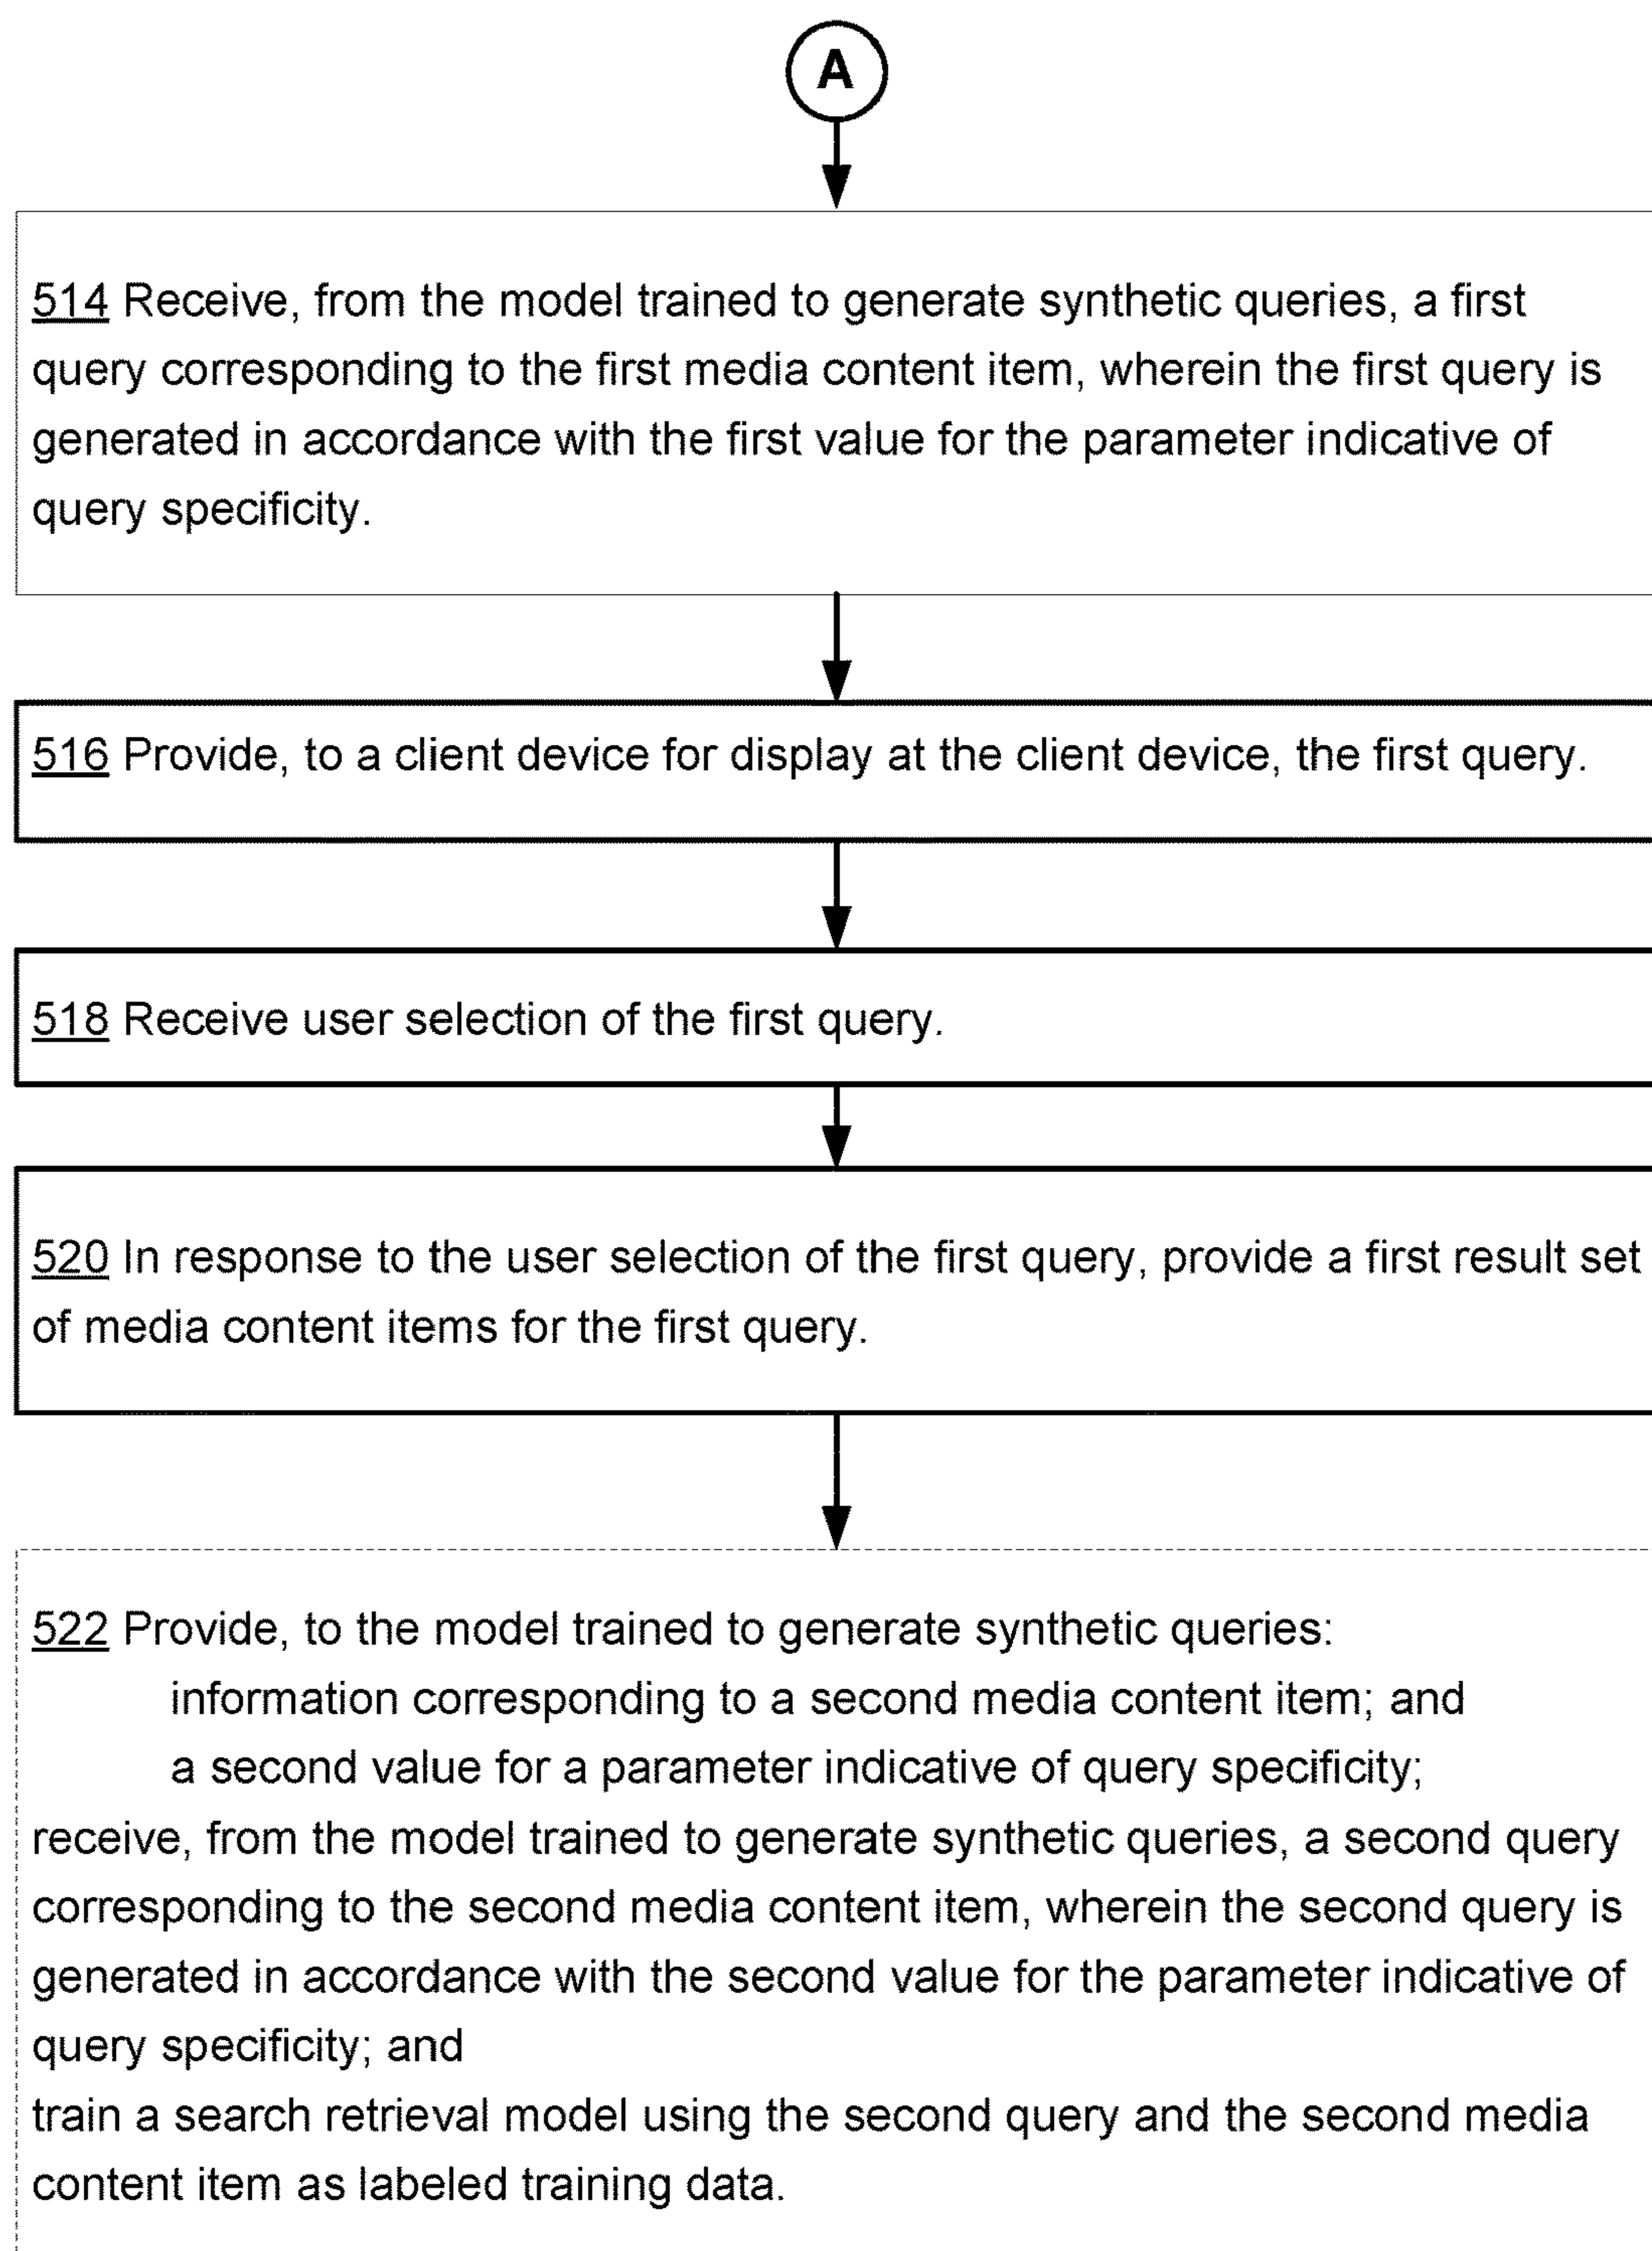 A
514 Receive, from the model trained to generate synthetic queries, a first
query corresponding to the first media content item, wherein the first query is
generated in accordance with the first value for the parameter indicative of
query specificity.
516 Provide, to a client device for display at the client device, the first query.
518 Receive user selection of the first query.
520 In response to the user selection of the first query, provide a first result set
of media content items for the first query.
522 Provide, to the model trained to generate synthetic queries:
information corresponding to a second media content item; and
a second value for a parameter indicative of query specificity;
receive, from the model trained to generate synthetic queries, a second query
corresponding to the second media content item, wherein the second query is
generated in accordance with the second value for the parameter indicative of
query specificity; and
train a search retrieval model using the second query and the second media
content item as labeled training data.